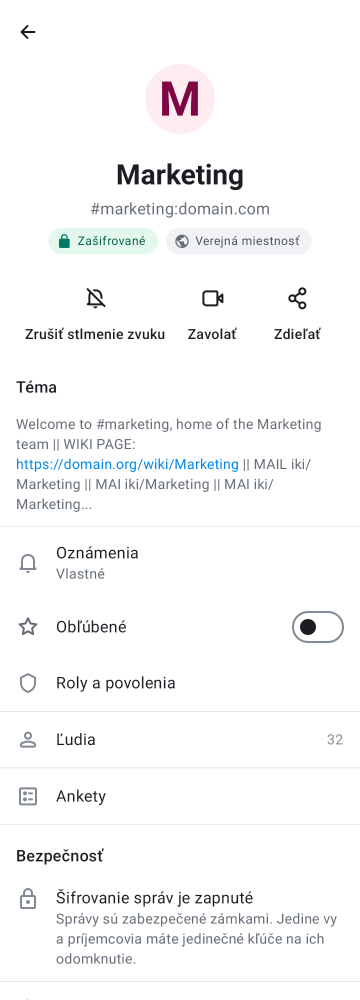 M
Marketing
#marketing:domain.com
Zašifrované
Verejná miestnosť
Zrušiť stlmenie zvuku
Zavolať
Zdieľať
Téma
Welcome to #marketing, home of the Marketing
team || WIKI PAGE:
https://domain.org/wiki/Marketing || MAIL iki/
Marketing || MAI iki/Marketing || MAI iki/
Marketing...
Oznámenia
Vlastné
Obľúbené
Roly a povolenia
Ľudia
32
Ankety
Bezpečnosť
Šifrovanie správ je zapnuté
Správy sú zabezpečené zámkami. Jedine vy
a príjemcovia máte jedinečné kľúče na ich
odomknutie.